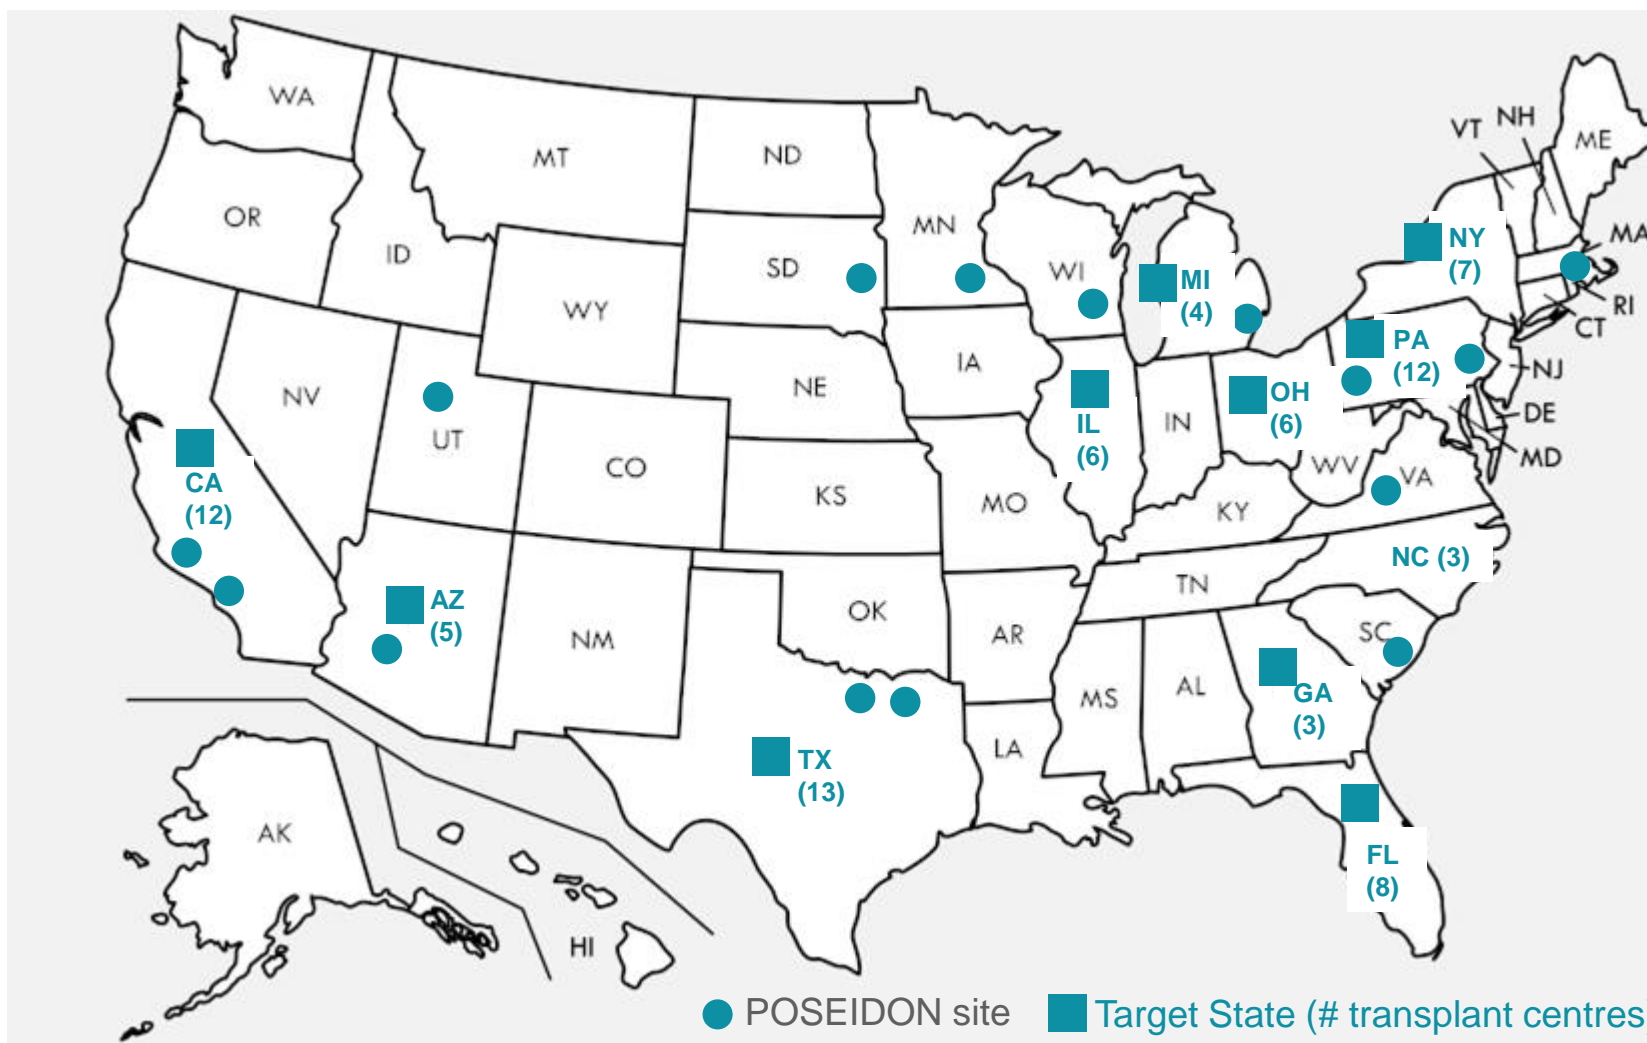 WA
MT
ND
MN
VT
NH
ME
OR
ID
SD
WI
MI
(4)
NY
(7)
MA
WY
RI
CT
NV
UT
NE
IA
IL
(6)
IN
OH
(6)
PA
(12)
NJ
DE
MD
CA
(12)
CO
KS
MO
KY
WV
VA
AZ
(5)
NM
OK
AR
TN
NC (3)
SC
TX
(13)
LA
MS
AL
GA
(3)
FL
(8)
AK
HI
POSEIDON site
Target State (# transplant centres